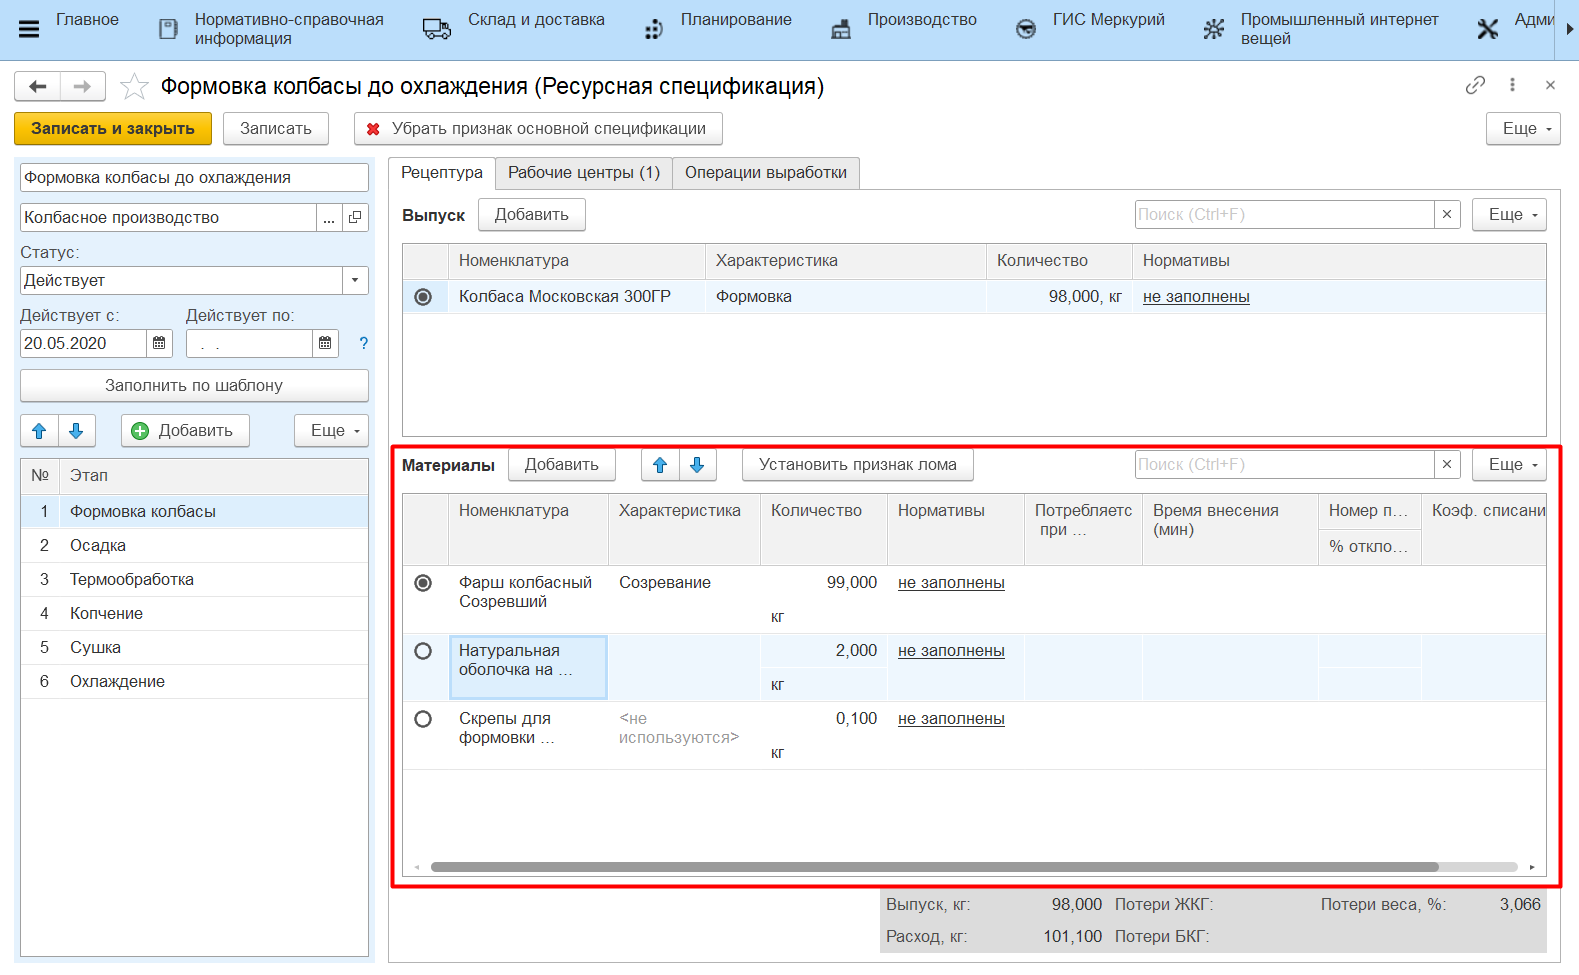 Главное
Нормативно-справочная
информация
Склад и доставка
Планирование
Производство
ГИС Меркурий
Промышленный интернет
вещей
Адми
Формовка колбасы до охлаждения (Ресурсная спецификация)
Записать и закрыть
Записать
Убрать признак основной спецификации
Еще
Формовка колбасы до охлаждения
Колбасное производство
...
Статус:
Действует
Действует с:
Действует по:
20.05.2020
. .
?
Заполнить по шаблону
Добавить
Еще
№ Этап
1 Формовка колбасы
2 Осадка
3 Термообработка
4 Копчение
5 Сушка
6 Охлаждение
Рецептура
Рабочие центры (1)
Операции выработки
Выпуск
Добавить
Поиск (Ctrl+F)
×
Еще
Номенклатура Характеристика Количество Нормативы
Колбаса Московская 300ГР Формовка 98,000, кг не заполнены
Материалы
Добавить
Установить признак лома
Поиск (Ctrl+F)
×
Еще
Номенклатура Характеристика Количество Нормативы Потребляетс Время внесения Номер п... Коэф. списани
при ... (мин)
% откло...
Фарш колбасный Созревание 99,000 не заполнены
Созревший
кг
Натуральная 2,000 не заполнены
оболочка на ...
кг
Скрепы для <не 0,100 не заполнены
формовки ... используются>
кг
Выпуск, кг: 98,000 Потери ЖКГ: Потери веса, %: 3,066
Расход, кг: 101,100 Потери БКГ: